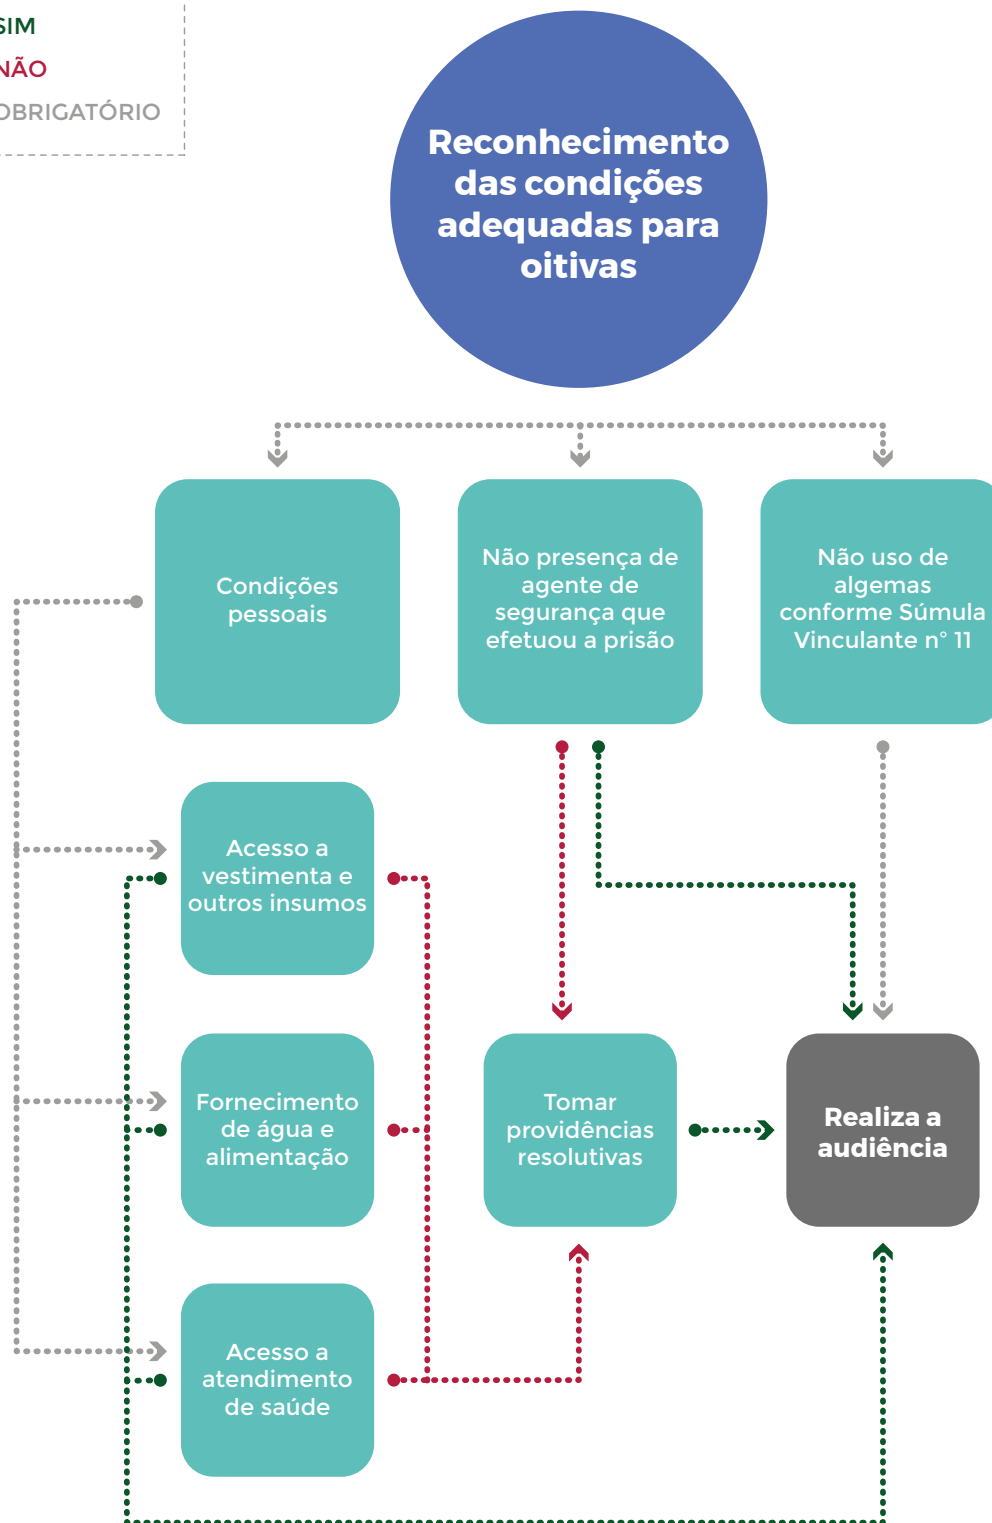 SIM
NÃO
OBRIGATÓRIO
Reconhecimento
das condições
adequadas para
oitivas
Condições
pessoais
Não presença de
agente de
segurança que
efetuou a prisão
Não uso de
algemas
conforme Súmula
Vinculante n° 11
Acesso a
vestimenta e
outros insumos
Fornecimento
de água e
alimentação
Tomar
providências
resolutivas
Realiza a
audiência
Acesso a
atendimento
de saúde